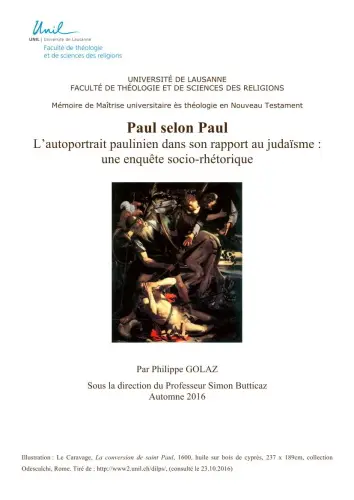 Unil
UNIL | Université de Lausanne
Faculté de théologie
et de sciences des religions
UNIVERSITÉ DE LAUSANNE
FACULTÉ DE THÉOLOGIE ET DE SCIENCES DES RELIGIONS
Mémoire de Maîtrise universitaire ès théologie en Nouveau Testament
Paul selon Paul
L’autoportrait paulinien dans son rapport au judaïsme :
une enquête socio-rhétorique
Par Philippe GOLAZ
Sous la direction du Professeur Simon Butticaz
Automne 2016
Illustration : Le Caravage, La conversion de saint Paul, 1600, huile sur bois de cyprès, 237 x 189cm, collection
Odescalchi, Rome. Tiré de : http://www2.unil.ch/dilps/, (consulté le 23.10.2016)